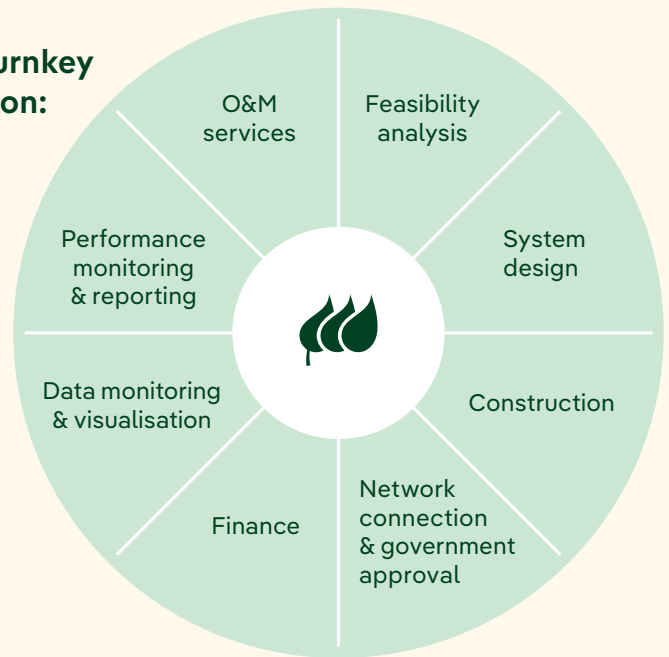 urnkey
on:
O&M
services
Feasibility
analysis
System
design
Construction
Network
connection
& government
approval
Finance
Data monitoring
& visualisation
Performance
monitoring
& reporting